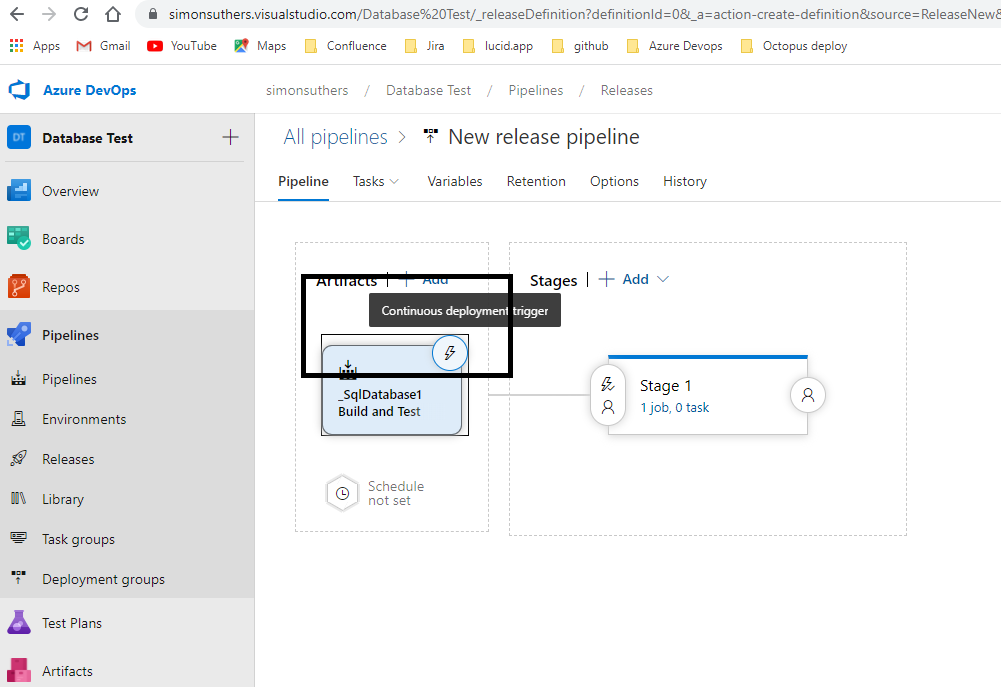 simonsuthers.visualstudio.com/Database%20Test/_releaseDefinition?definitionId=0&_a=action-create-definition&source=ReleaseNew&
Apps Gmail YouTube Maps Confluence Jira lucid.app github Azure Devops Octopus deploy
Azure DevOps
simonsuthers / Database Test / Pipelines / Releases
DT Database Test +
All pipelines > New release pipeline
Pipeline Tasks Variables Retention Options History
Overview
Boards
Repos
Pipelines
Pipelines
Environments
Releases
Library
Task groups
Deployment groups
Test Plans
Artifacts
Artifacts | + Add
Continuous deployment trigger
_SqlDatabase1
Build and Test
Schedule
not set
Stages | + Add
Stage 1
1 job, 0 task